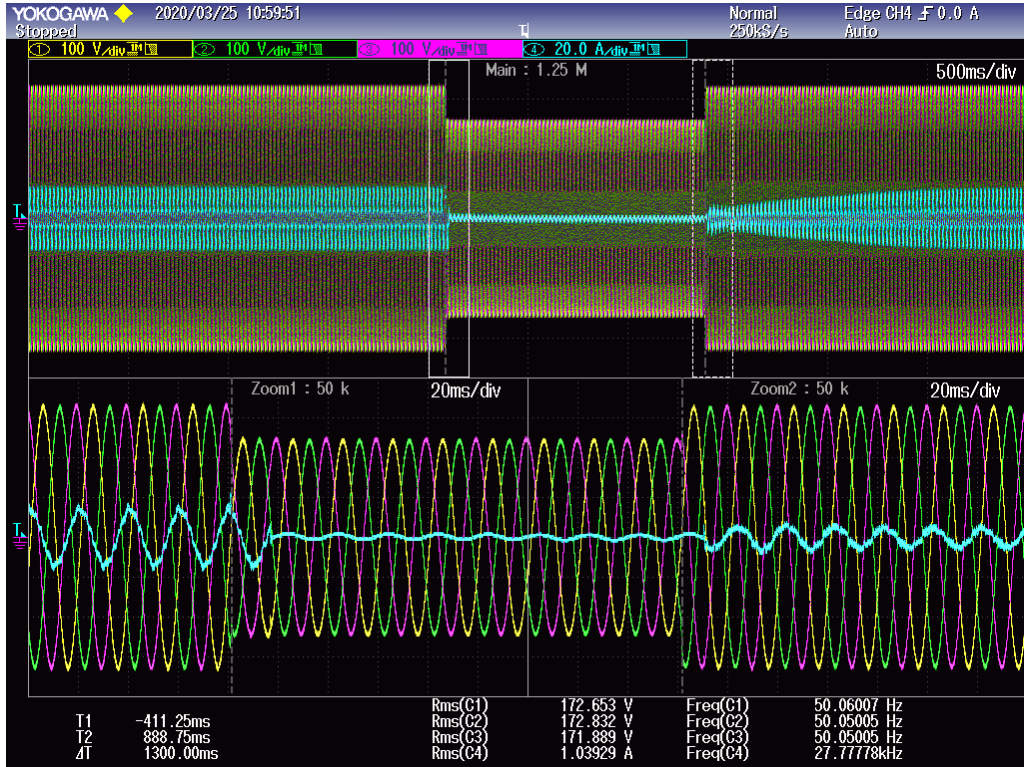 YOKOGAWA 2020/03/25 10:59:51 Normal Edge CH4 0.0 A
Stopped 250kS/s Auto
1 100 V/div 2 100 V/div 3 100 V/div 4 20.0 A/div
Main : 1.25 M 500ms/div
T
T
Zoom1 : 50 k 20ms/div Zoom2 : 50 k 20ms/div
T
Rms(C1) 172.653 V Freq(C1) 50.06007 Hz
T1 -411.25ms Rms(C2) 172.832 V Freq(C2) 50.05005 Hz
T2 888.75ms Rms(C3) 171.889 V Freq(C3) 50.05005 Hz
⊿T 1300.00ms Rms(C4) 1.03929 A Freq(C4) 27.77778kHz